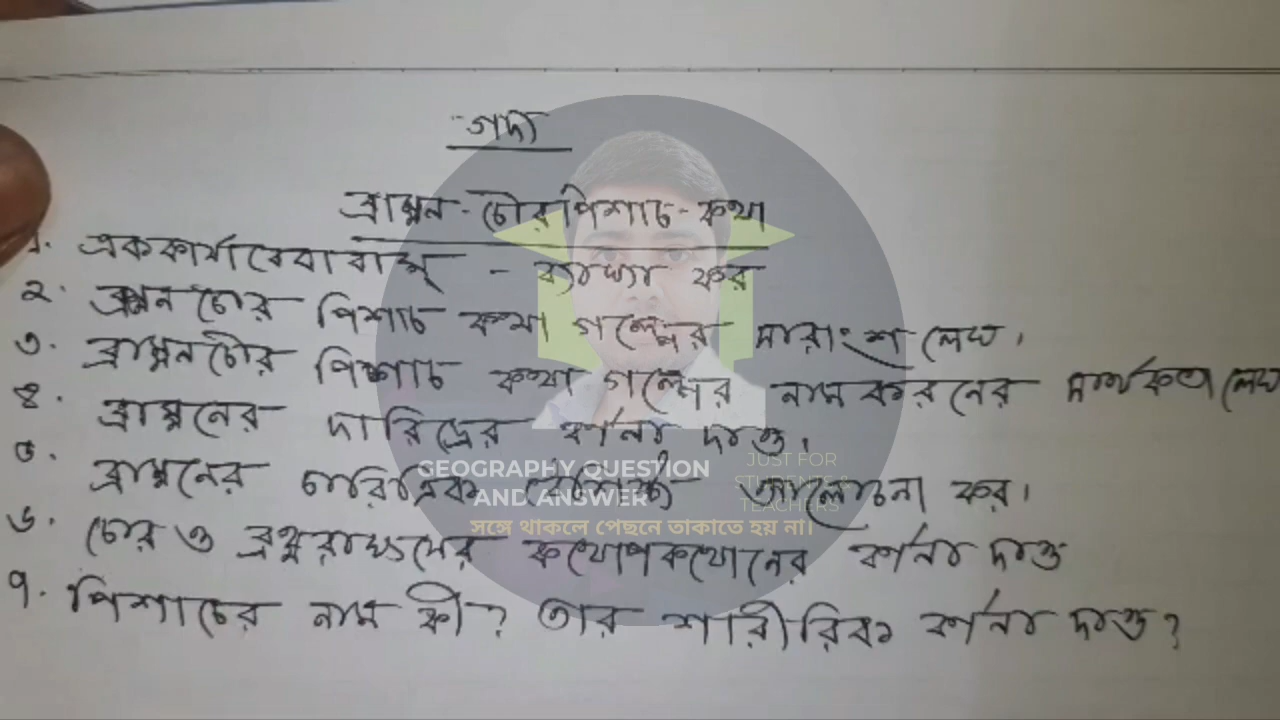 গদ্য
ব্রাহ্মন-চৌরপিশাচ-কথা
১. এককার্যাবেবাবাম্ - ব্যাখ্যা কর
২. ব্রাহ্মন চোর পিশাচ কথা গল্পের সারাংশ লেখ।
৩. ব্রাহ্মনচৌর পিশাচ কথা গল্পের নামকরনের সার্থকতা লেখ
৪. ব্রাহ্মনের দারিদ্রের বর্ননা দাও।
৫. ব্রাহ্মনের চারিত্রিক বৈশিষ্ট্য আলোচনা কর।
৬. চোর ও ব্রহ্মরাক্ষসের কথোপকথোনের বর্ননা দাও
৭. পিশাচের নাম কী? তার শারীরিক বর্ননা দাও?
GEOGRAPHY QUESTION AND ANSWER
JUST FOR STUDENTS & TEACHERS
সঙ্গে থাকলে পেছনে তাকাতে হয় না।